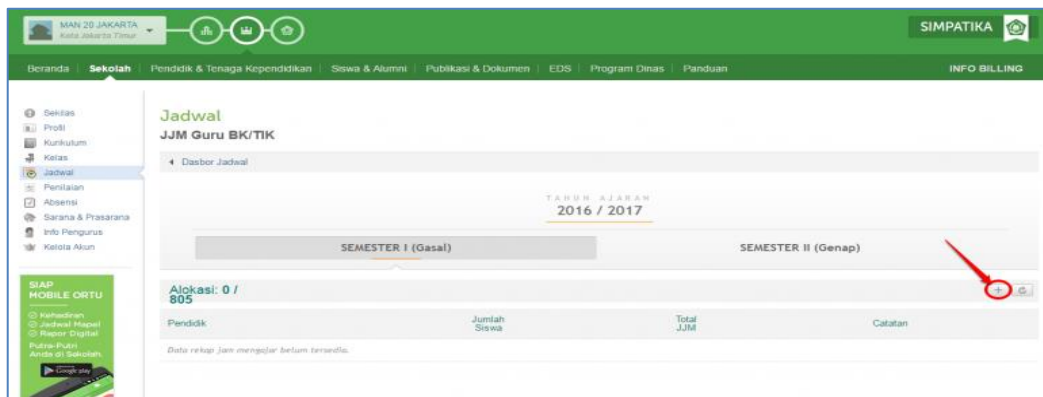 MAN 20 JAKARTA
Kota Jakarta Timur
SIMPATIKA
Beranda Sekolah Pendidik & Tenaga Kependidikan Siswa & Alumni Publikasi & Dokumen EDS Program Dinas Panduan INFO BILLING
Sekilas
Profil
Kurikulum
Kelas
Jadwal
Penilaian
Absensi
Sarana & Prasarana
Info Pengurus
Kelola Akun
SIAP
MOBILE ORTU
Kehadiran
Jadwal Mapel
Rapor Digital
Putra-Putri
Anda di Sekolah
Google play
Jadwal
JJM Guru BK/TIK
Dasbor Jadwal
TAHUN AJARAN
2016 / 2017
SEMESTER I (Gasal) SEMESTER II (Genap)
Alokasi: 0 /
805
Pendidik Jumlah Siswa Total JJM Catatan
Data rekap jam mengajar belum tersedia.